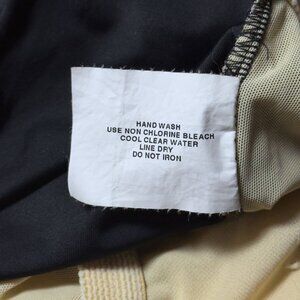 HAND WASH
USE NON CHLORINE BLEACH
COOL CLEAR WATER
LINE DRY
DO NOT IRON